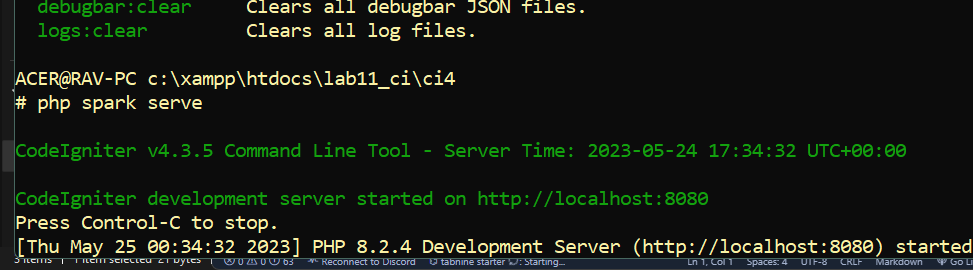 debugbar:clear     Clears all debugbar JSON files.
logs:clear         Clears all log files.
ACER@RAV-PC c:\xampp\htdocs\lab11_ci\ci4
# php spark serve
CodeIgniter v4.3.5 Command Line Tool - Server Time: 2023-05-24 17:34:32 UTC+00:00
CodeIgniter development server started on http://localhost:8080
Press Control-C to stop.
[Thu May 25 00:34:32 2023] PHP 8.2.4 Development Server (http://localhost:8080) started
3 items 1 item selected 21 bytes 0 0 63 Reconnect to Discord tabnine starter : Starting... Ln 1, Col 1 Spaces: 4 UTF-8 CRLF Markdown Go Li